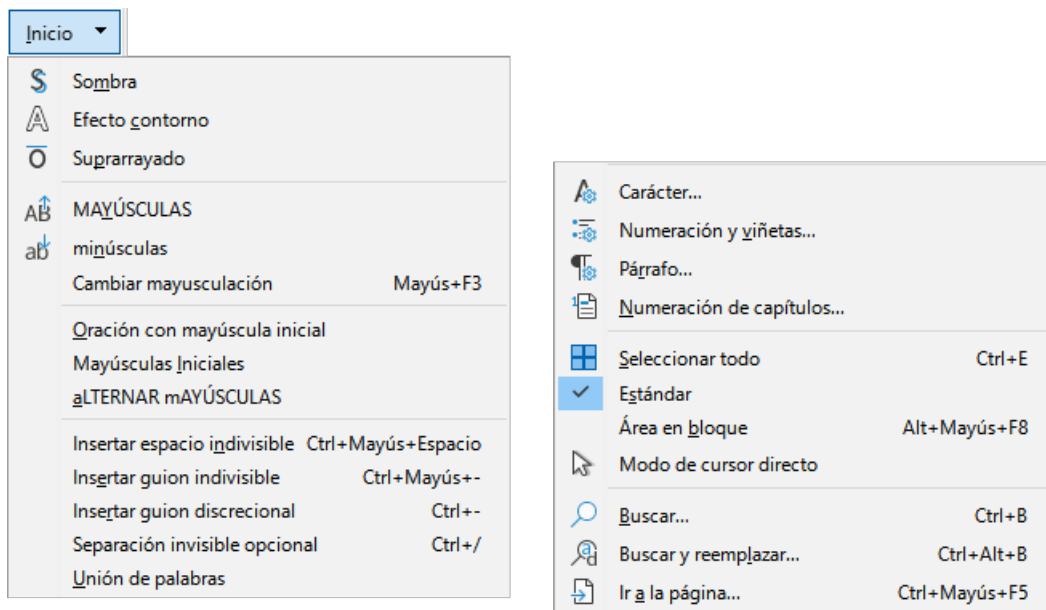 Inicio
Sombra
Efecto contorno
Suprarrayado
MAYÚSCULAS
minúsculas
Cambiar mayusculación Mayús+F3
Oración con mayúscula inicial
Mayúsculas Iniciales
aLTERNAR mAYÚSCULAS
Insertar espacio indivisible Ctrl+Mayús+Espacio
Insertar guion indivisible Ctrl+Mayús+-
Insertar guion discrecional Ctrl+-
Separación invisible opcional Ctrl+/
Unión de palabras
Carácter...
Numeración y viñetas...
Párrafo...
Numeración de capítulos...
Seleccionar todo Ctrl+E
Estándar
Área en bloque Alt+Mayús+F8
Modo de cursor directo
Buscar... Ctrl+B
Buscar y reemplazar... Ctrl+Alt+B
Ir a la página... Ctrl+Mayús+F5